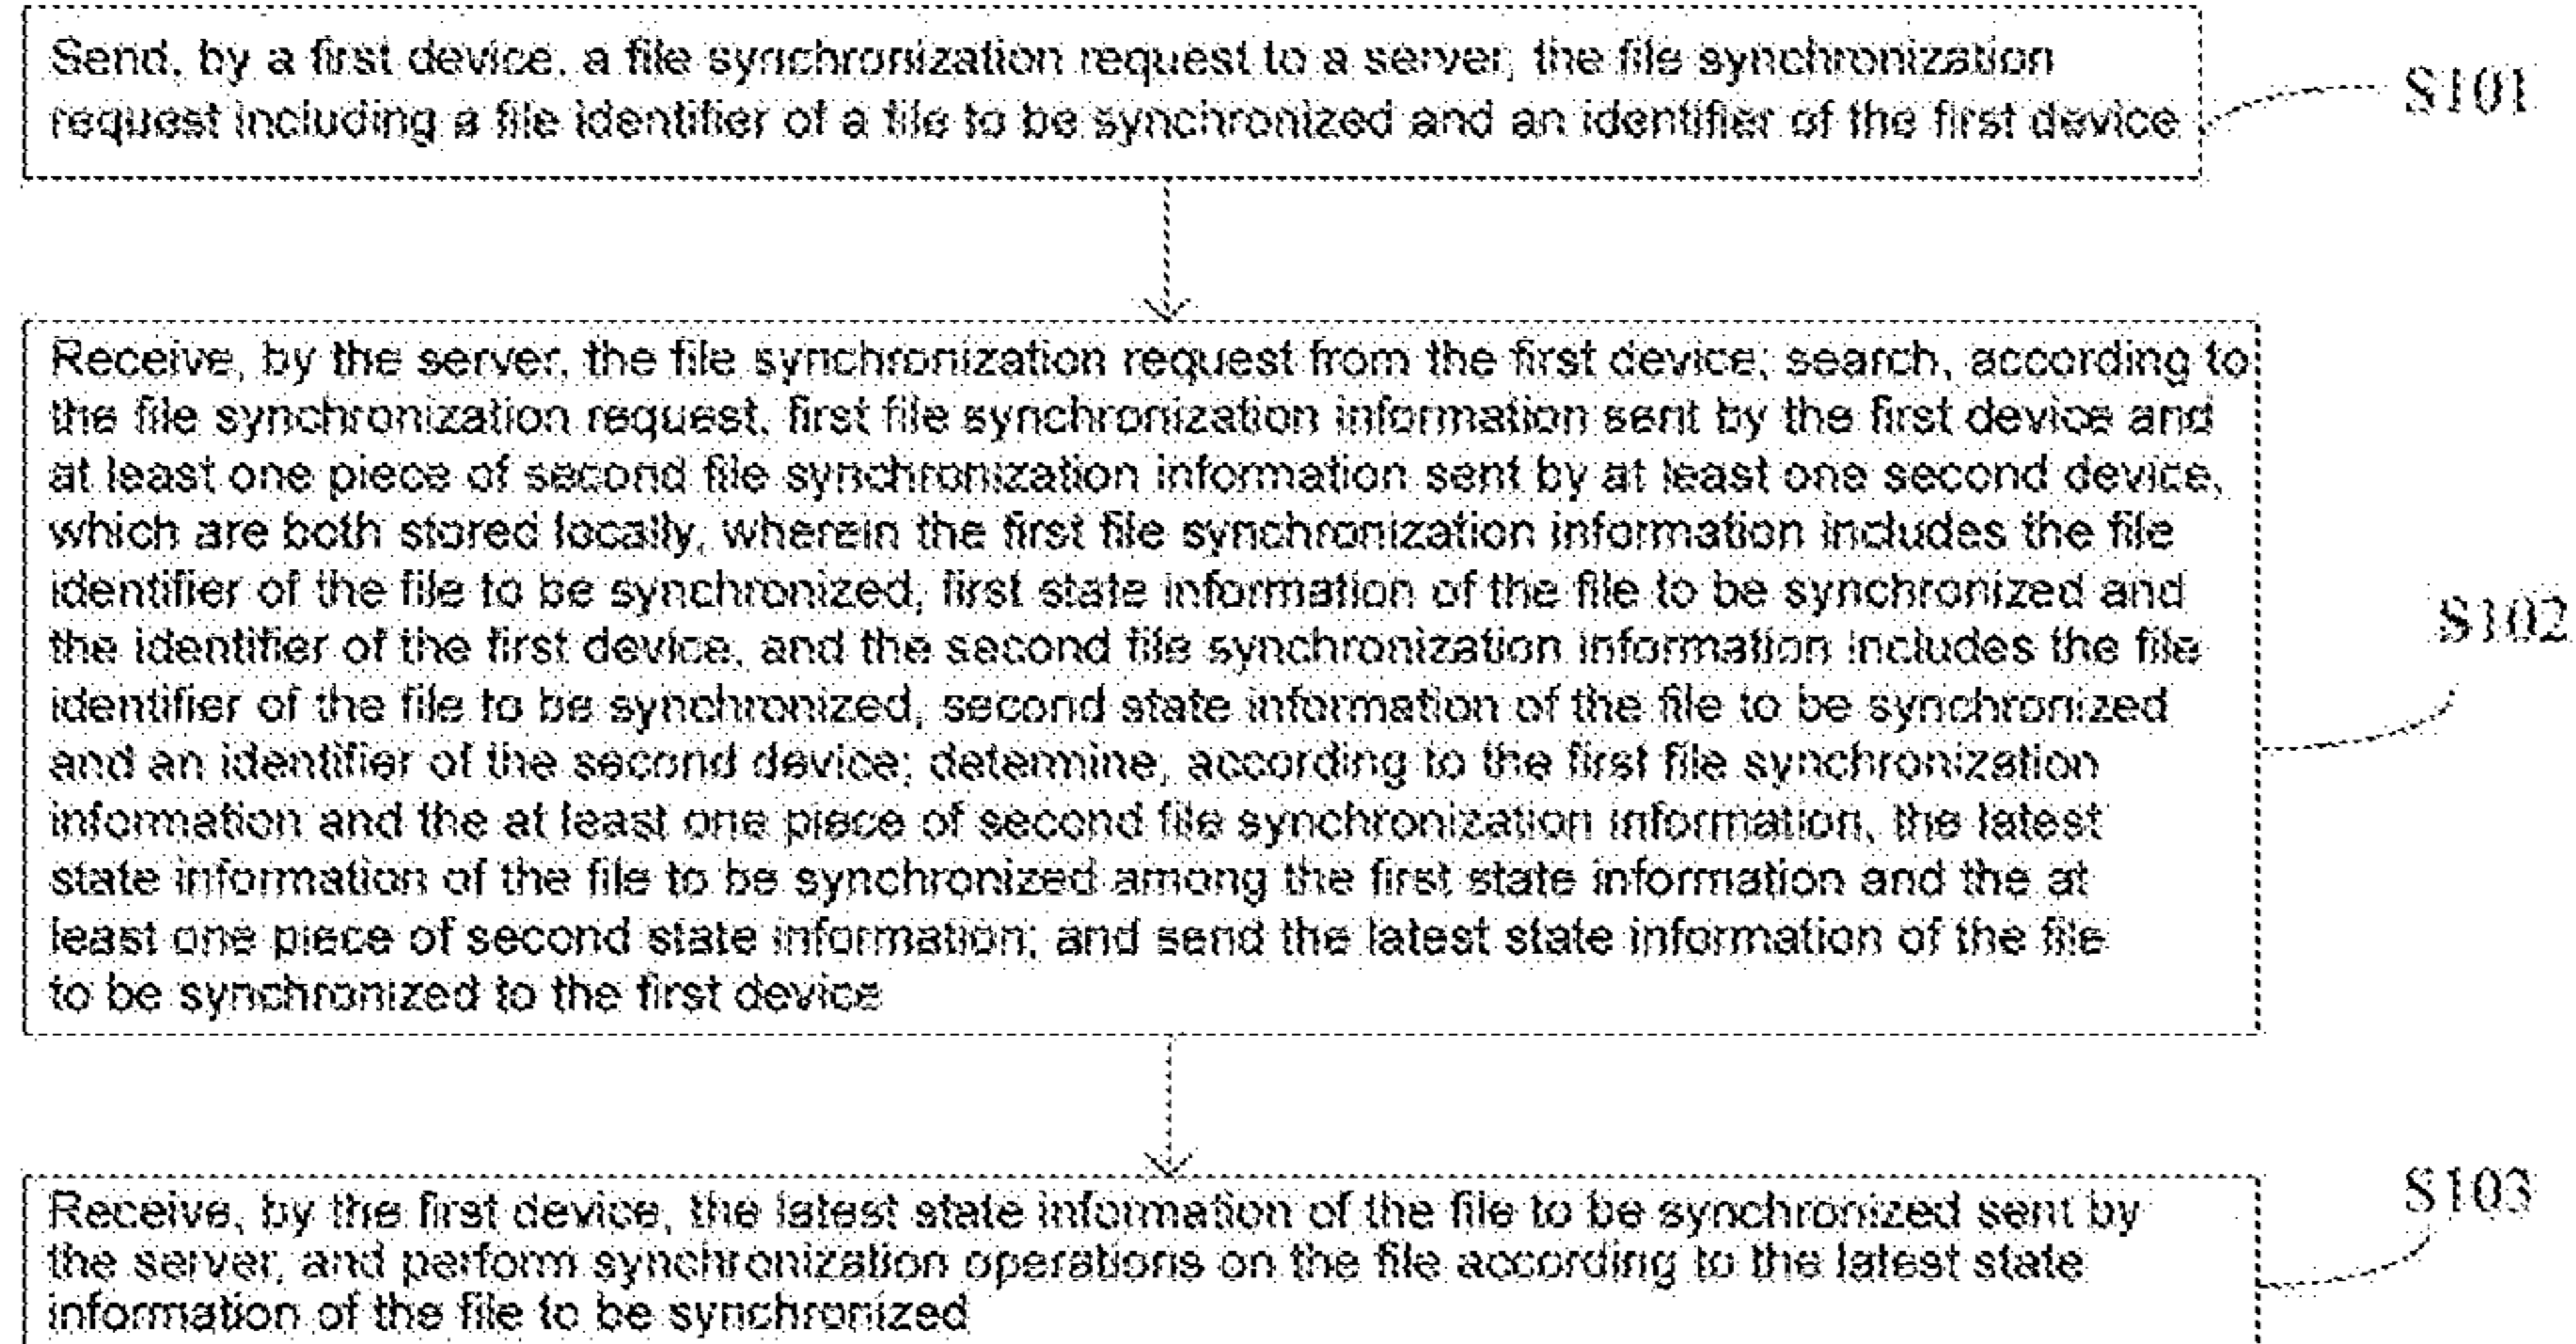 Send, by a first device, a file synchronization request to a server, the file synchronization
request including a file identifier of a file to be synchronized and an identifier of the first device
S101
Receive, by the server, the file synchronization request from the first device; search, according to
the file synchronization request, first file synchronization information sent by the first device and
at least one piece of second file synchronization information sent by at least one second device,
which are both stored locally, wherein the first file synchronization information includes the file
identifier of the file to be synchronized, first state information of the file to be synchronized and
the identifier of the first device, and the second file synchronization information includes the file
identifier of the file to be synchronized, second state information of the file to be synchronized
and an identifier of the second device; determine, according to the first file synchronization
information and the at least one piece of second file synchronization information, the latest
state information of the file to be synchronized among the first state information and the at
least one piece of second state information; and send the latest state information of the file
to be synchronized to the first device
S102
Receive, by the first device, the latest state information of the file to be synchronized sent by
the server, and perform synchronization operations on the file according to the latest state
information of the file to be synchronized
S103